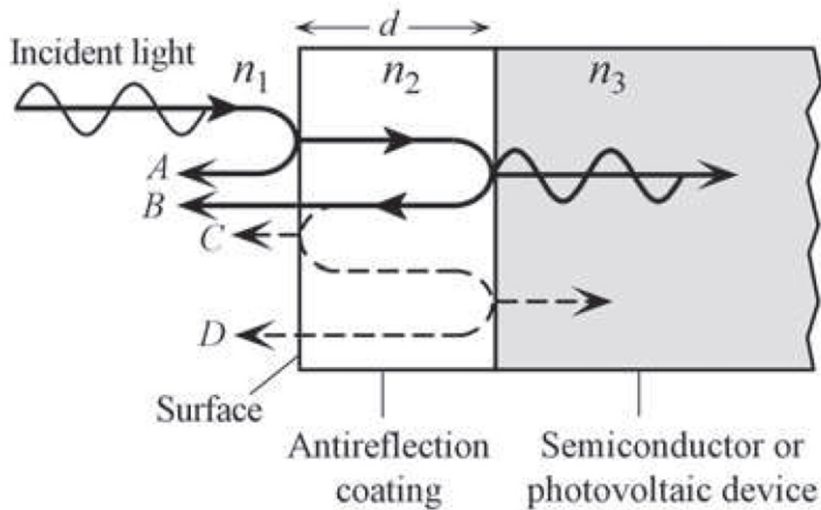 d
Incident light
n₁
n₂
n₃
A
B
C
D
Surface
Antireflection
coating
Semiconductor or
photovoltaic device